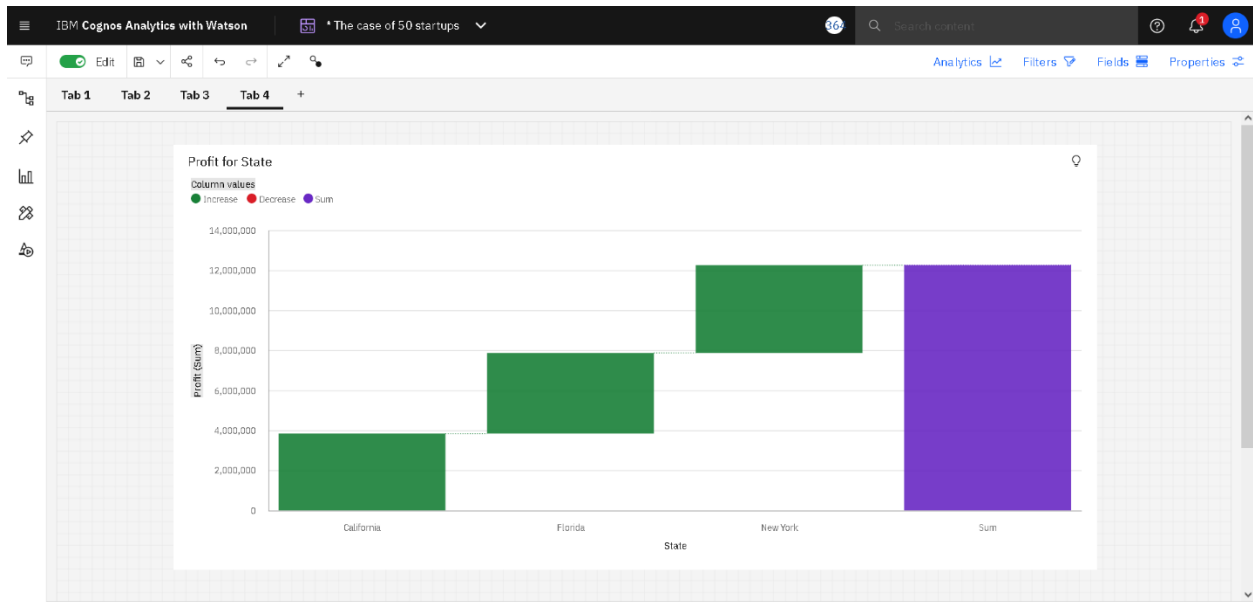 IBM Cognos Analytics with Watson
* The case of 50 startups
364
Search content
1
Edit
Analytics
Filters
Fields
Properties
Tab 1
Tab 2
Tab 3
Tab 4
+
Profit for State
Column values
Increase
Decrease
Sum
14,000,000
12,000,000
10,000,000
8,000,000
6,000,000
4,000,000
2,000,000
0
Profit (Sum)
California
Florida
New York
Sum
State